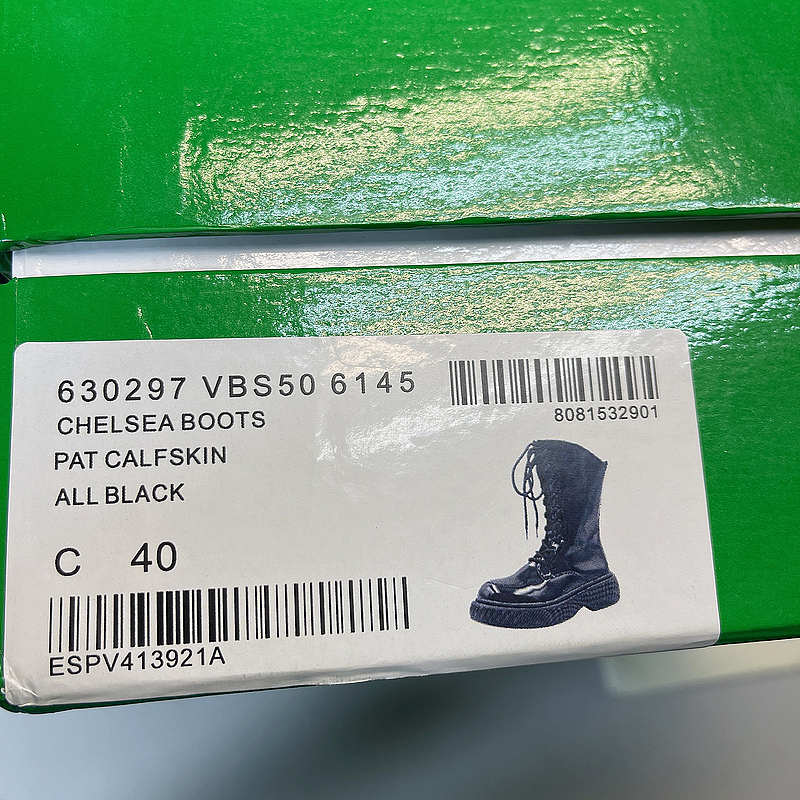 630297 VBS50 6145
8081532901
CHELSEA BOOTS
PAT CALFSKIN
ALL BLACK
C 40
ESPV413921A